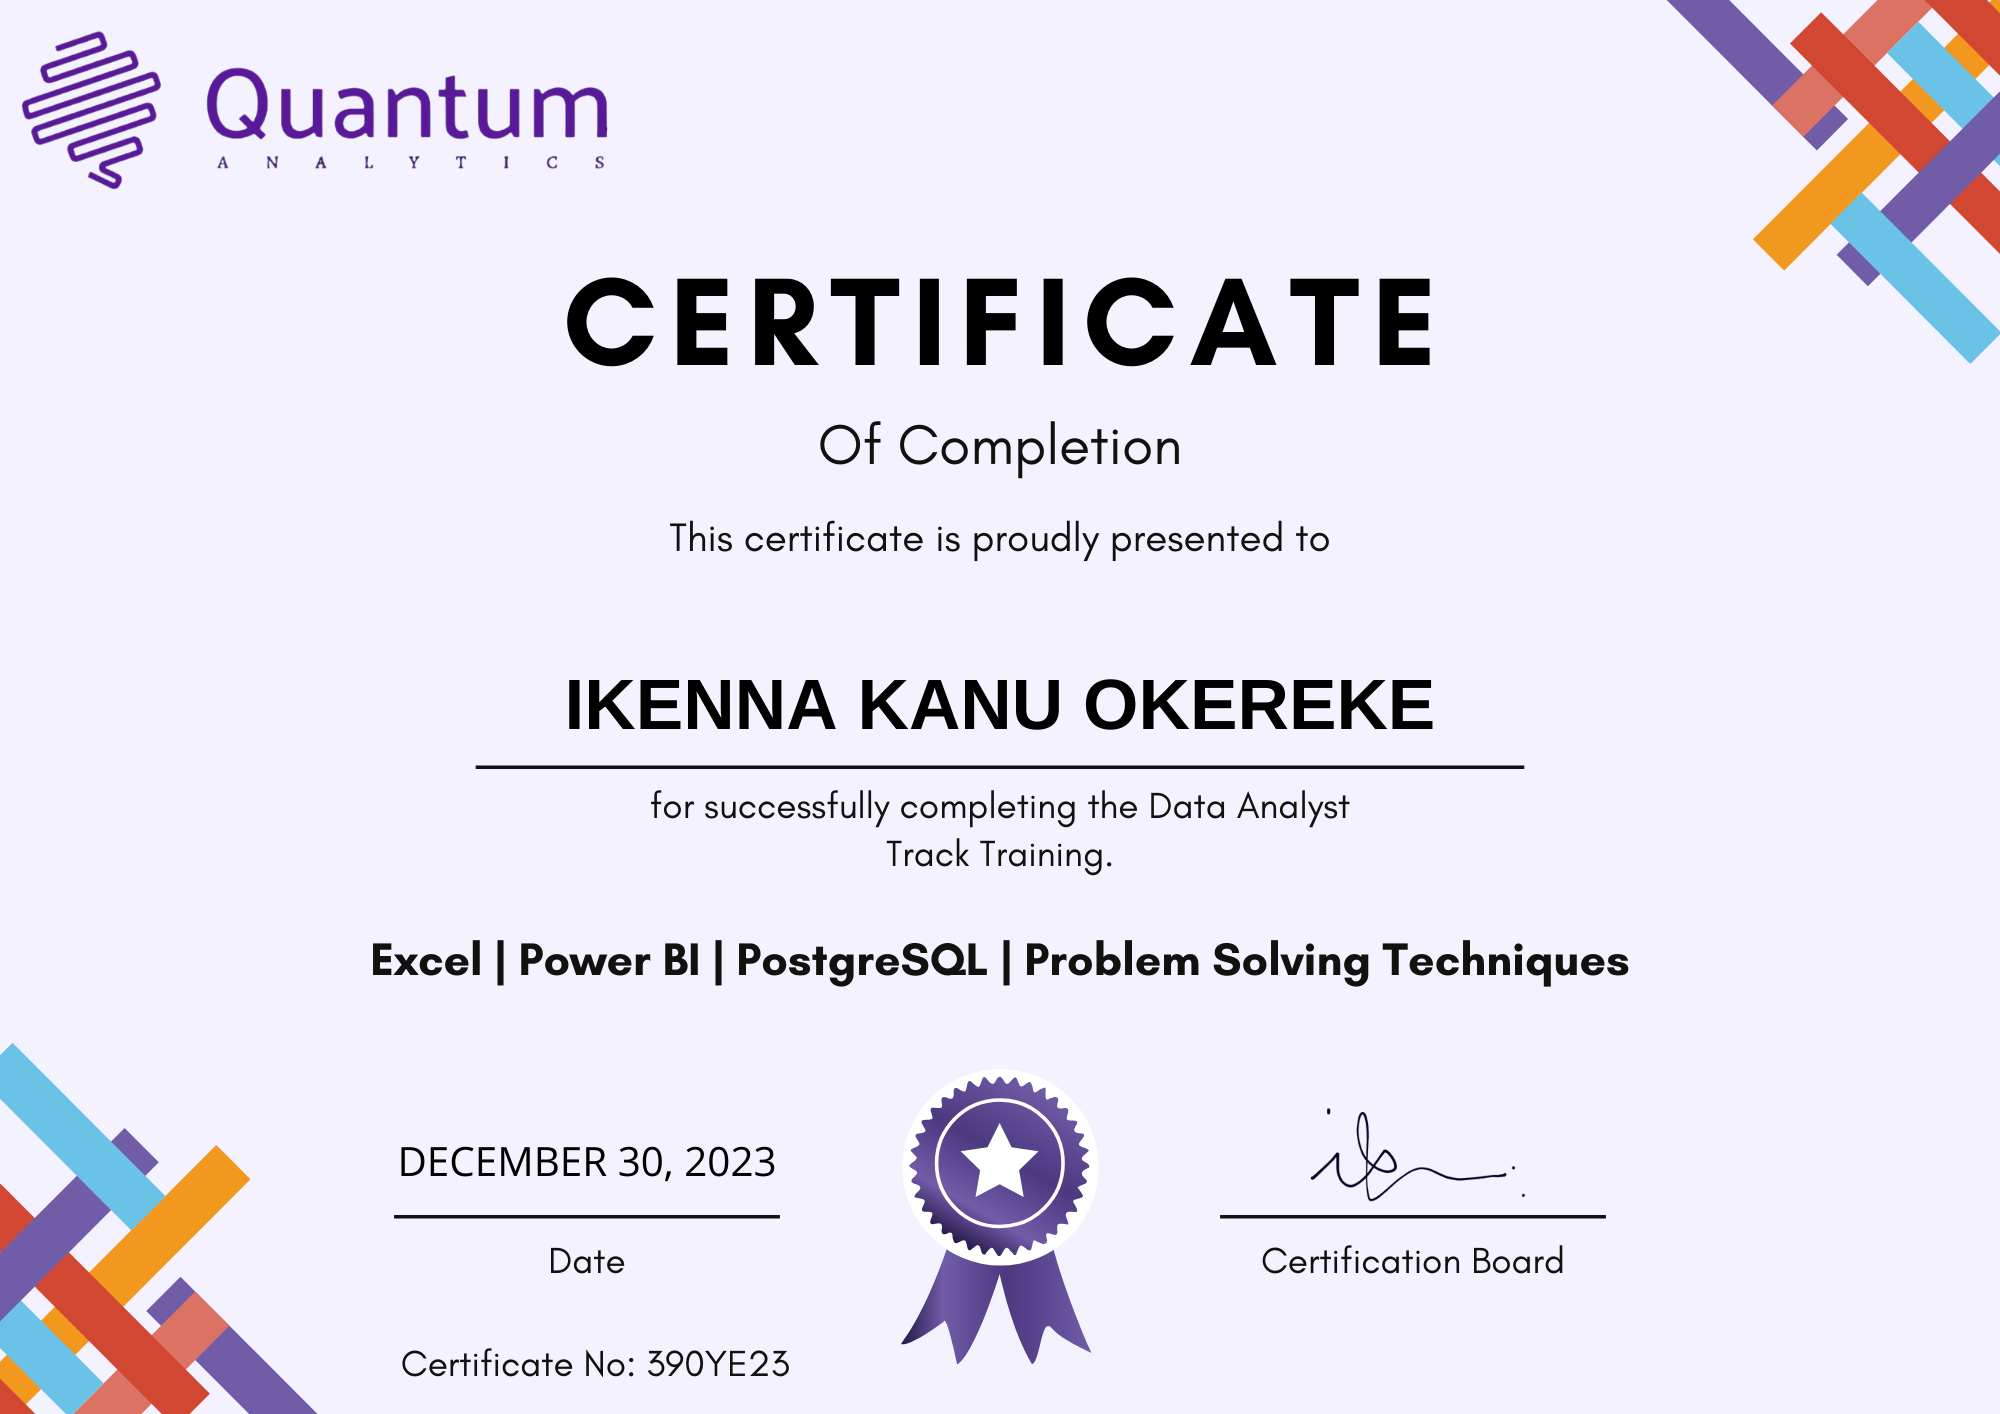 Quantum
ANALYTICS
CERTIFICATE
Of Completion
This certificate is proudly presented to
IKENNA KANU OKEREKE
for successfully completing the Data Analyst
Track Training.
Excel | Power BI | PostgreSQL | Problem Solving Techniques
DECEMBER 30, 2023
Date
Certification Board
Certificate No: 390YE23